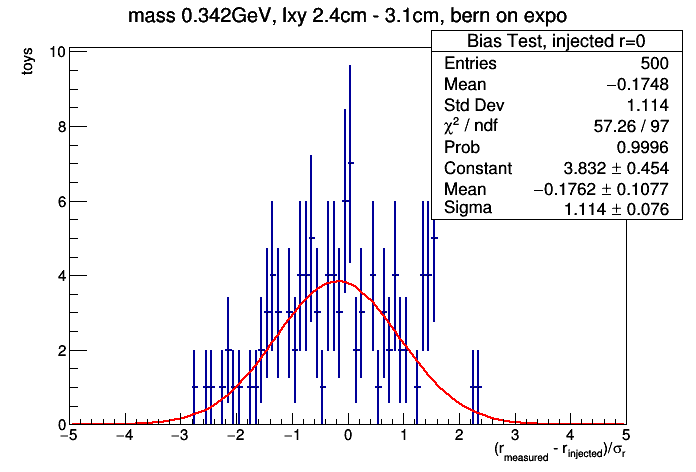 mass 0.342GeV, lxy 2.4cm - 3.1cm, bern on expo
toys
Bias Test, injected r=0
Entries 500
Mean −0.1748
Std Dev 1.114
χ² / ndf 57.26 / 97
Prob 0.9996
Constant 3.832 ± 0.454
Mean −0.1762 ± 0.1077
Sigma 1.114 ± 0.076
10
8
6
4
2
0
−5 −4 −3 −2 −1 0 1 2 3 4 5
(r_measured - r_injected)/σ_r